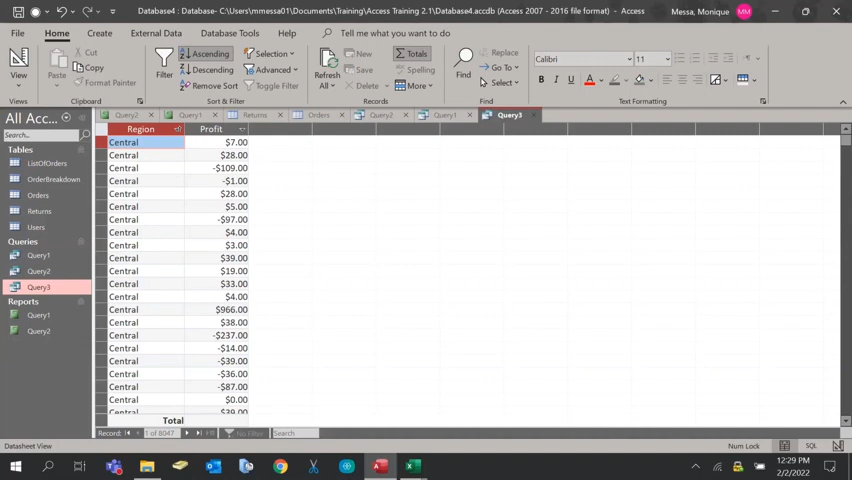 Database4 : Database- C:\Users\mmessa01\Documents\Training\Access Training 2.1\Database4.accdb (Access 2007 - 2016 file format) - Access
Messa, Monique
MM
File Home Create External Data Database Tools Help Tell me what you want to do
View
Views
Paste
Cut
Copy
Format Painter
Clipboard
Filter
Ascending
Descending
Remove Sort
Selection
Advanced
Toggle Filter
Sort & Filter
Refresh All
New
Save
Delete
Totals
Spelling
More
Records
Find
Replace
Go To
Select
Find
Calibri 11
B I U
A
Text Formatting
All Acc...
Search...
Tables
ListOfOrders
OrderBreakdown
Orders
Returns
Users
Queries
Query1
Query2
Query3
Reports
Query1
Query2
Query2 Query1 Returns Orders Query2 Query1 Query3
Region Profit
Central $7.00
Central $28.00
Central -$109.00
Central -$1.00
Central $28.00
Central $5.00
Central -$97.00
Central $4.00
Central $3.00
Central $39.00
Central $19.00
Central $33.00
Central $4.00
Central $966.00
Central $38.00
Central -$237.00
Central -$14.00
Central -$39.00
Central -$36.00
Central -$87.00
Central $0.00
Central $39.00
Total
Record: 1 of 8047 No Filter Search
Datasheet View
Num Lock
SQL
12:29 PM
2/2/2022